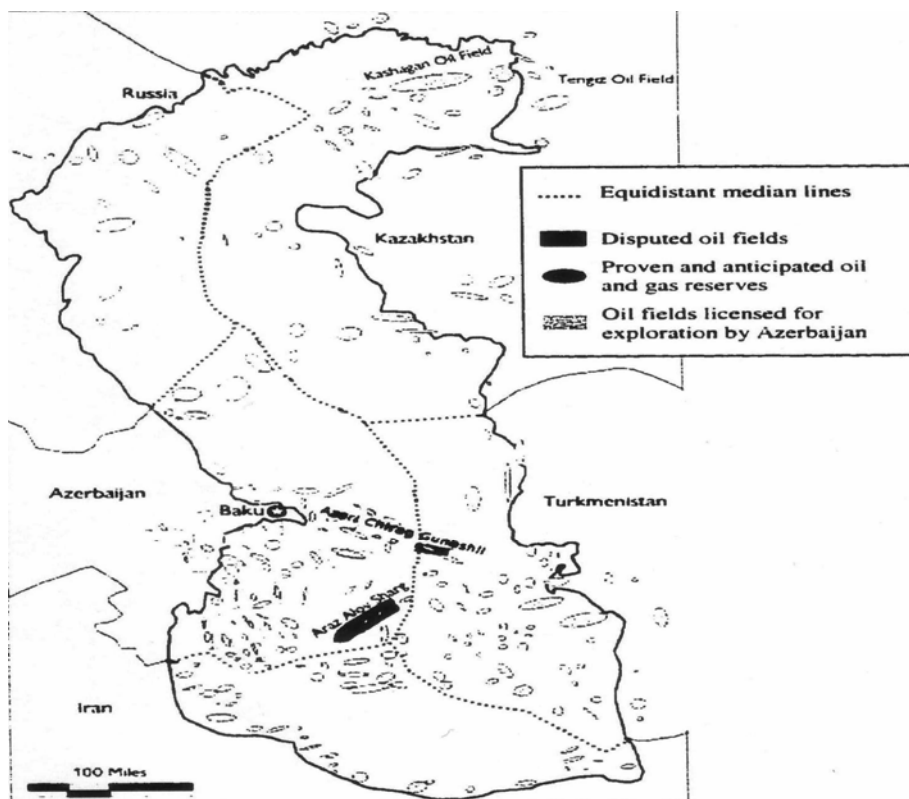 Kashagan Oil Field
Tengiz Oil Field
Russia
Equidistant median lines
Disputed oil fields
Proven and anticipated oil
and gas reserves
Oil fields licensed for
exploration by Azerbaijan
Kazakhstan
Azerbaijan
Baku
Azeri Chirag Gunashli
Turkmenistan
Araz Alov Sharg
Iran
100 Miles